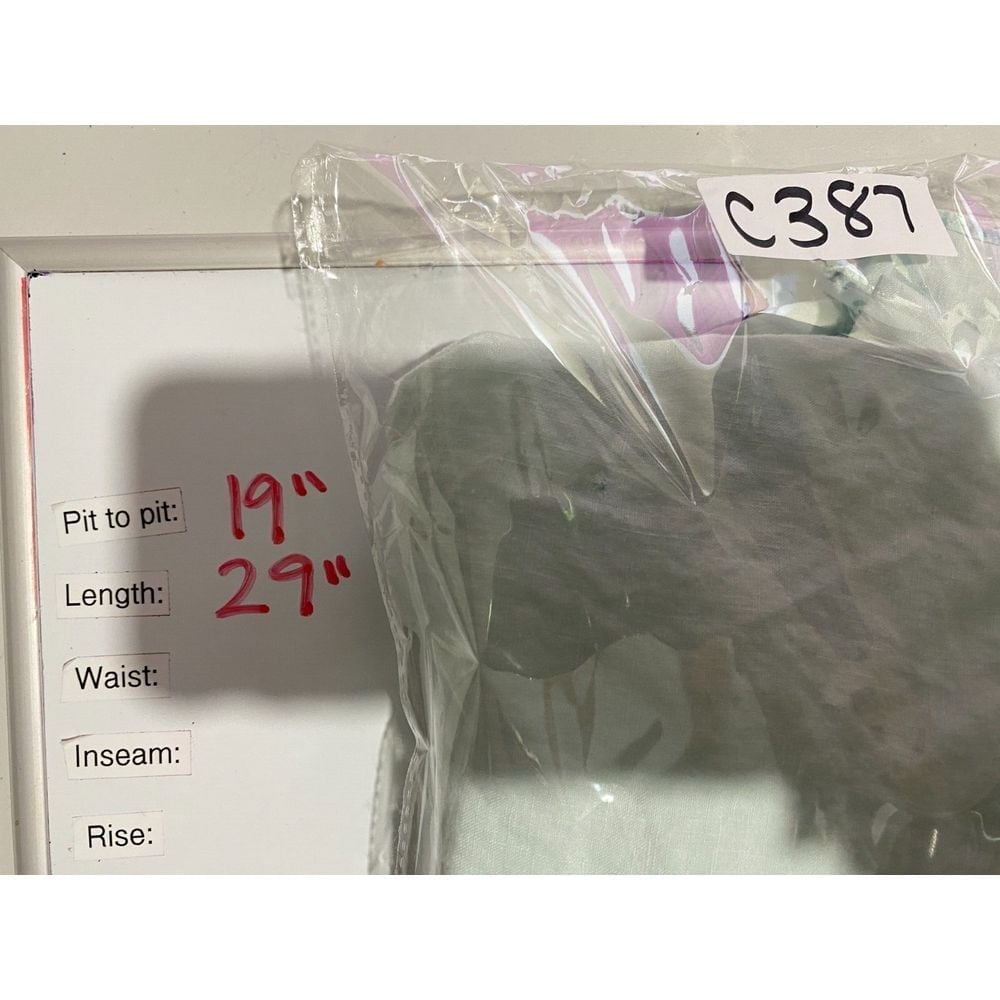 C387
Pit to pit: 19"
Length: 29"
Waist:
Inseam:
Rise: